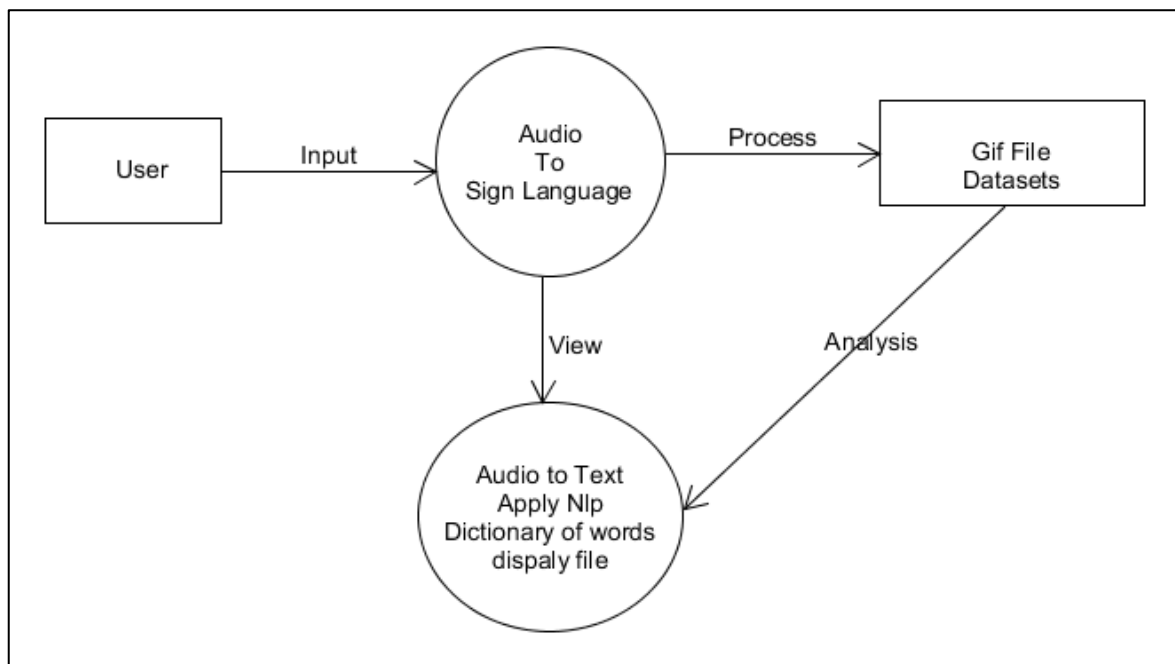 User
Input
Audio
To
Sign Language
Process
Gif File
Datasets
View
Analysis
Audio to Text
Apply Nlp
Dictionary of words
dispaly file